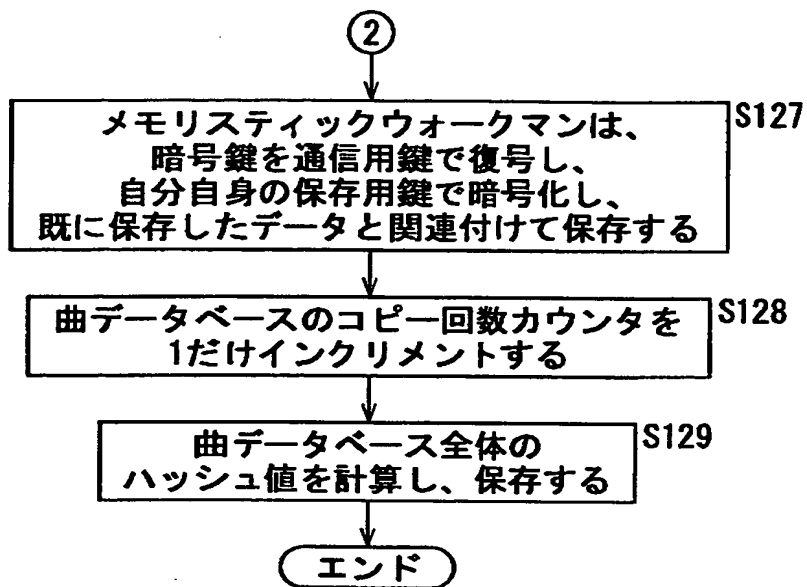 2
S127
メモリスティックウォークマンは、
暗号鍵を通信用鍵で復号し、
自分自身の保存用鍵で暗号化し、
既に保存したデータと関連付けて保存する
S128
曲データベースのコピー回数カウンタを
1だけインクリメントする
S129
曲データベース全体の
ハッシュ値を計算し、保存する
エンド